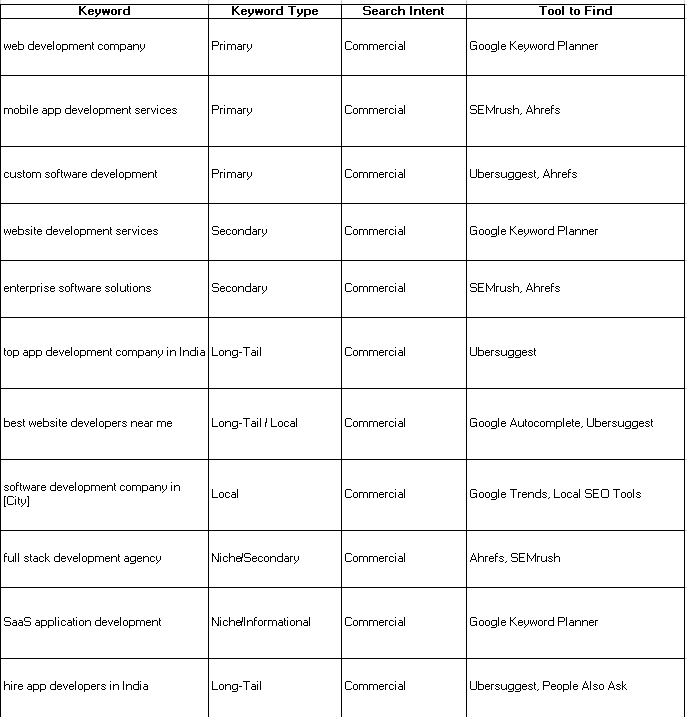 Keyword Keyword Type Search Intent Tool to Find
web development company Primary Commercial Google Keyword Planner
mobile app development services Primary Commercial SEMrush, Ahrefs
custom software development Primary Commercial Ubersuggest, Ahrefs
website development services Secondary Commercial Google Keyword Planner
enterprise software solutions Secondary Commercial SEMrush, Ahrefs
top app development company in India Long-Tail Commercial Ubersuggest
best website developers near me Long-Tail / Local Commercial Google Autocomplete, Ubersuggest
software development company in
[City] Local Commercial Google Trends, Local SEO Tools
full stack development agency Niche/Secondary Commercial Ahrefs, SEMrush
SaaS application development Niche/Informational Commercial Google Keyword Planner
hire app developers in India Long-Tail Commercial Ubersuggest, People Also Ask